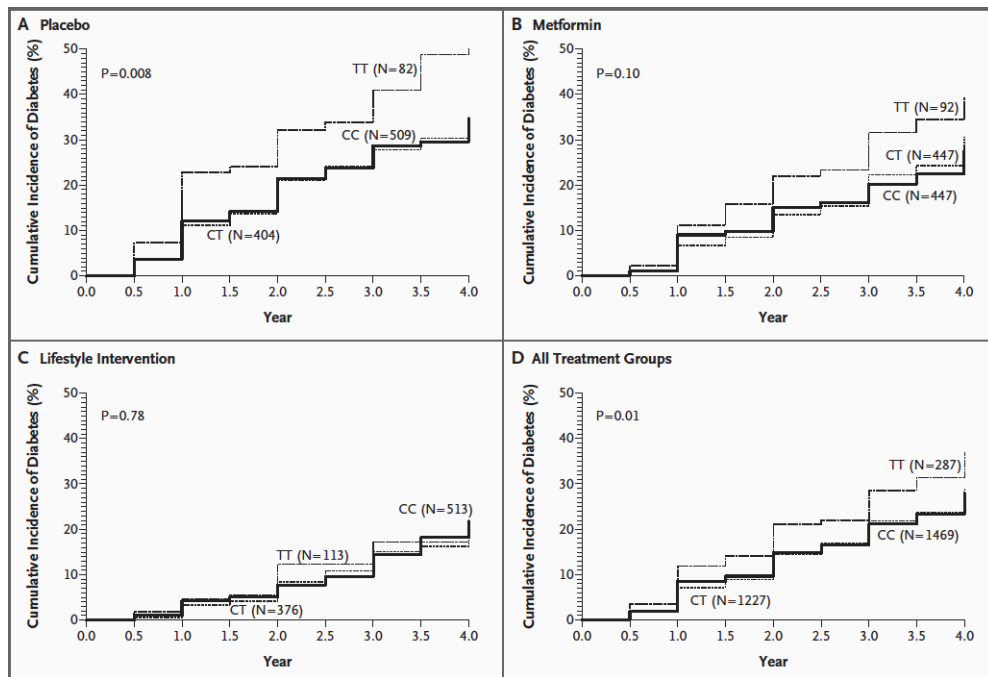 A Placebo
Cumulative Incidence of Diabetes (%)
50
40
30
20
10
0
P=0.008
TT (N=82)
CC (N=509)
CT (N=404)
0.0 0.5 1.0 1.5 2.0 2.5 3.0 3.5 4.0
Year
B Metformin
Cumulative Incidence of Diabetes (%)
50
40
30
20
10
0
P=0.10
TT (N=92)
CT (N=447)
CC (N=447)
0.0 0.5 1.0 1.5 2.0 2.5 3.0 3.5 4.0
Year
C Lifestyle Intervention
Cumulative Incidence of Diabetes (%)
50
40
30
20
10
0
P=0.78
CC (N=513)
TT (N=113)
CT (N=376)
0.0 0.5 1.0 1.5 2.0 2.5 3.0 3.5 4.0
Year
D All Treatment Groups
Cumulative Incidence of Diabetes (%)
50
40
30
20
10
0
P=0.01
TT (N=287)
CC (N=1469)
CT (N=1227)
0.0 0.5 1.0 1.5 2.0 2.5 3.0 3.5 4.0
Year